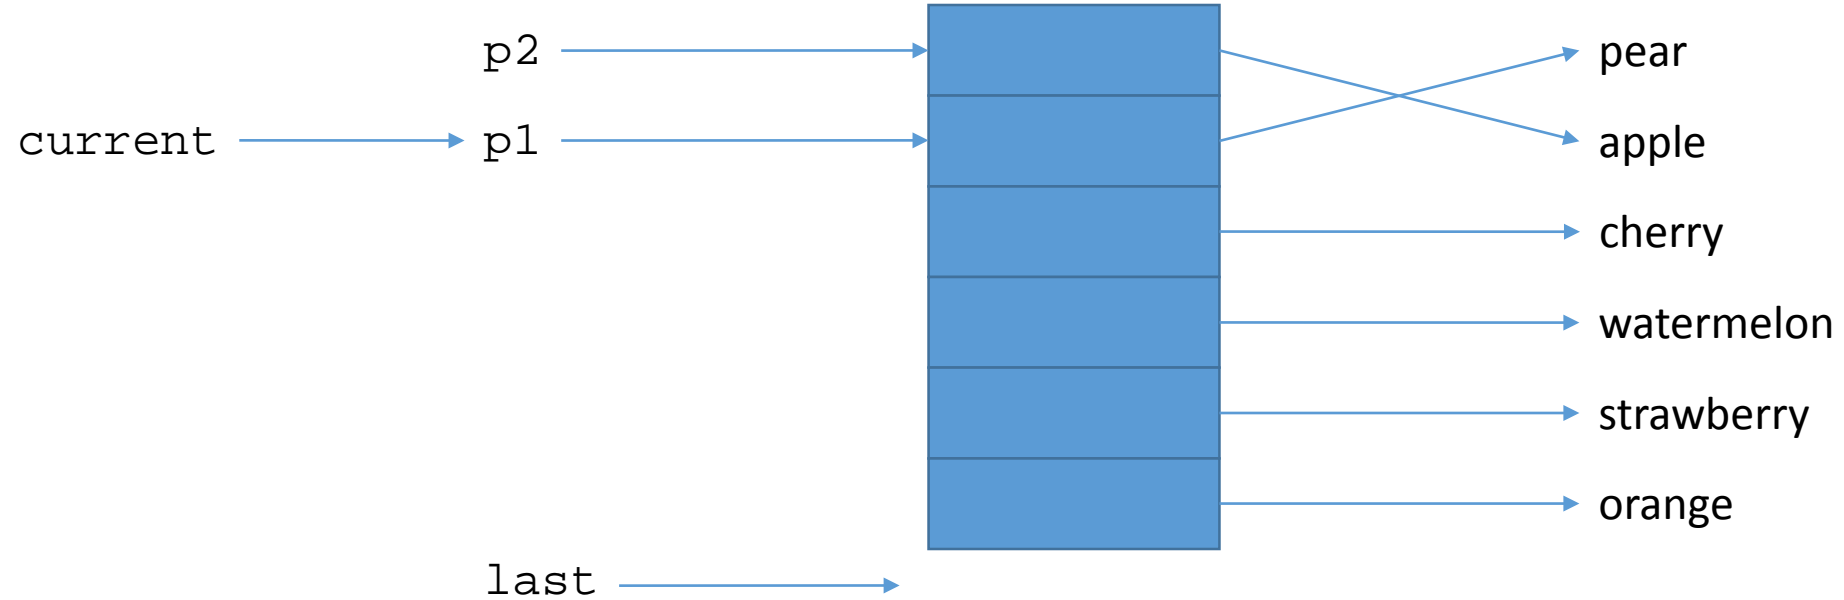 p2
pear
current
p1
apple
cherry
watermelon
strawberry
orange
last